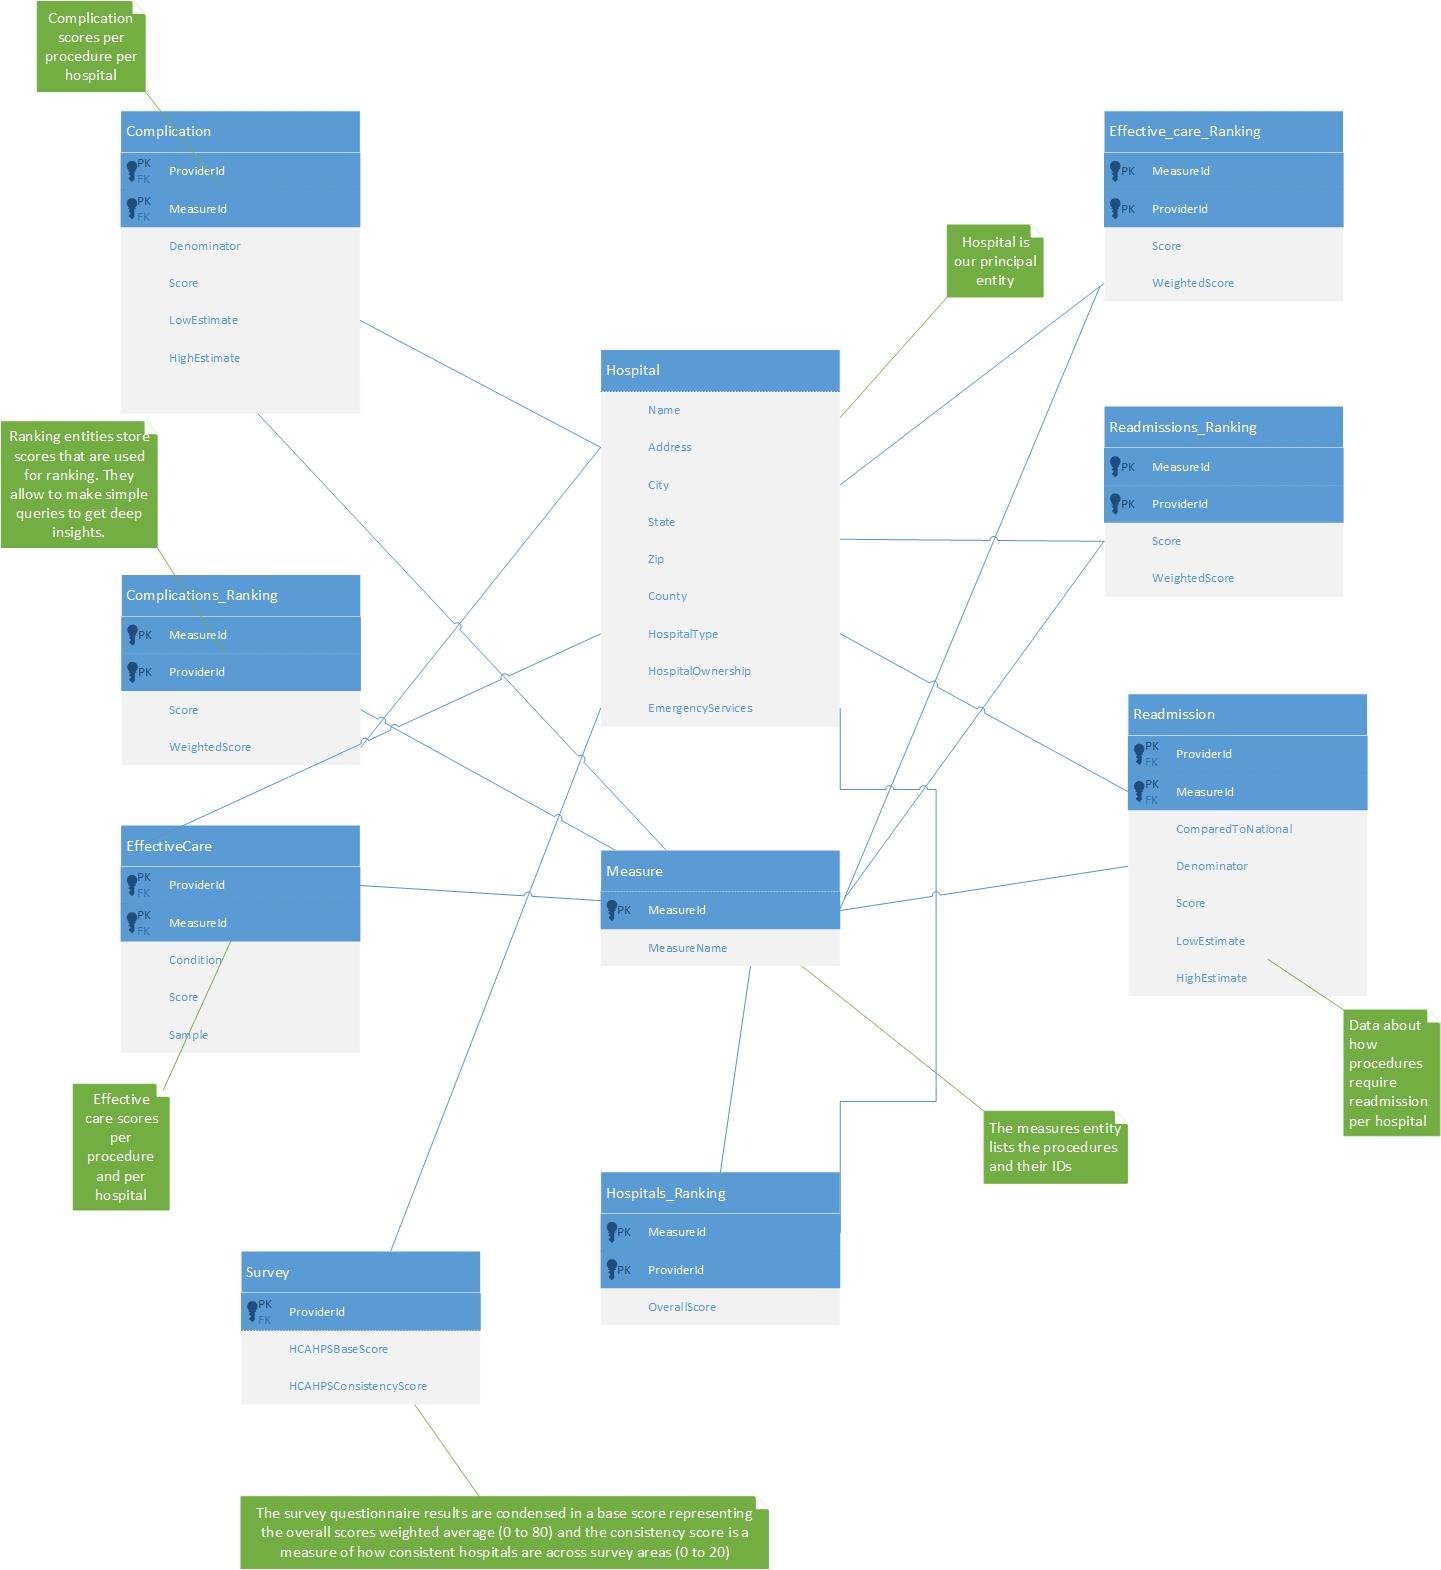 Complication
scores per
procedure per
hospital
Complication
PK
FK
ProviderId
PK
FK
MeasureId
Denominator
Score
LowEstimate
HighEstimate
Effective_care_Ranking
PK MeasureId
PK ProviderId
Score
WeightedScore
Hospital is
our principal
entity
Hospital
Name
Address
City
State
Zip
County
HospitalType
HospitalOwnership
EmergencyServices
Ranking entities store
scores that are used
for ranking. They
allow to make simple
queries to get deep
insights.
Readmissions_Ranking
PK MeasureId
PK ProviderId
Score
WeightedScore
Complications_Ranking
PK MeasureId
PK ProviderId
Score
WeightedScore
Readmission
PK
FK
ProviderId
PK
FK
MeasureId
ComparedToNational
Denominator
Score
LowEstimate
HighEstimate
EffectiveCare
PK
FK
ProviderId
PK
FK
MeasureId
Condition
Score
Sample
Measure
PK MeasureId
MeasureName
Data about
how
procedures
require
readmission
per hospital
Effective
care scores
per
procedure
and per
hospital
The measures entity
lists the procedures
and their IDs
Hospitals_Ranking
PK MeasureId
PK ProviderId
OverallScore
Survey
PK
FK
ProviderId
HCAHPSBaseScore
HCAHPSConsistencyScore
The survey questionnaire results are condensed in a base score representing
the overall scores weighted average (0 to 80) and the consistency score is a
measure of how consistent hospitals are across survey areas (0 to 20)